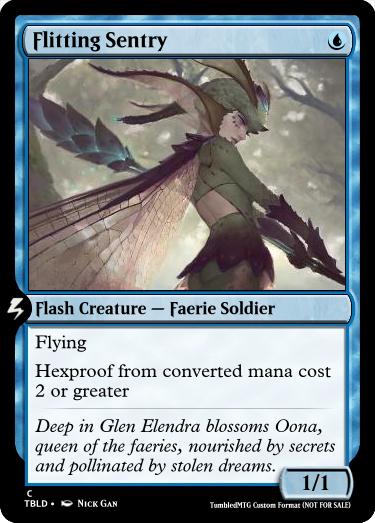 Flitting Sentry
Flash Creature — Faerie Soldier
Flying
Hexproof from converted mana cost
2 or greater
Deep in Glen Elendra blossoms Oona,
queen of the faeries, nourished by secrets
and pollinated by stolen dreams.
1/1
C
TBLD • Nick Gan
TumbledMTG Custom Format (NOT FOR SALE)